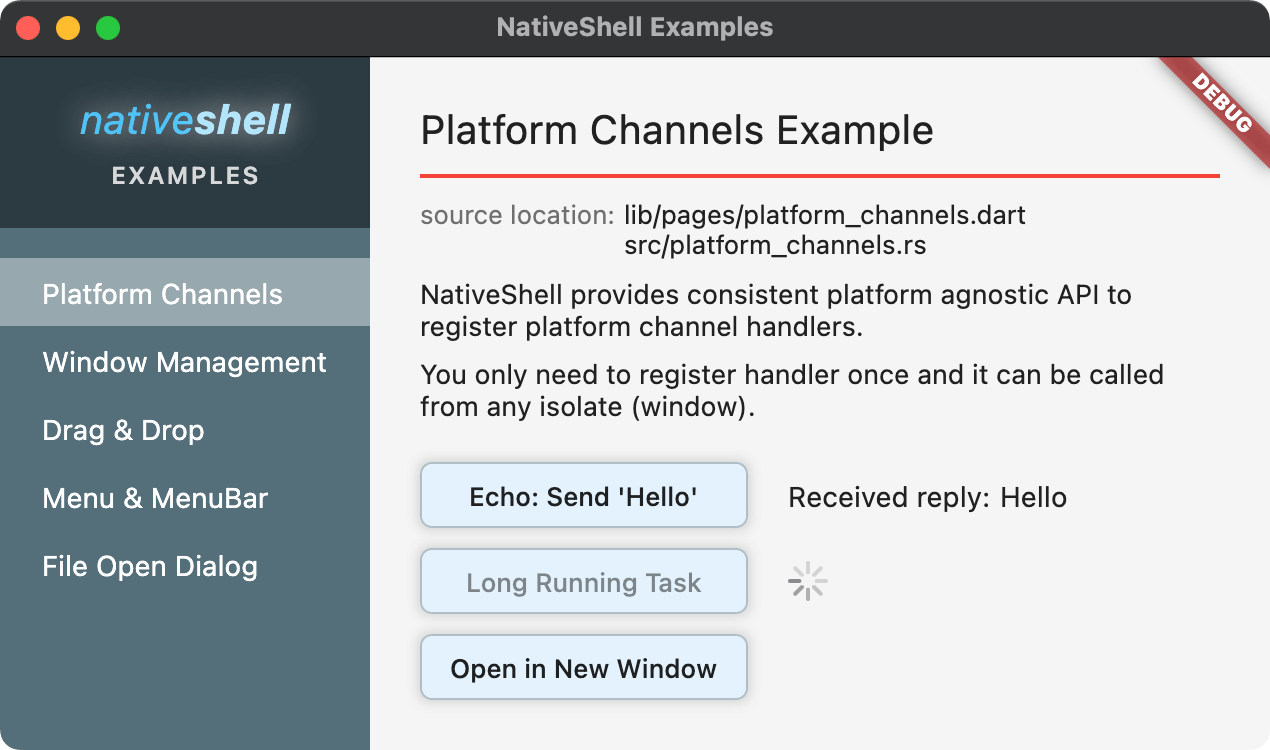 NativeShell Examples
nativeshell
EXAMPLES
Platform Channels
Window Management
Drag & Drop
Menu & MenuBar
File Open Dialog
DEBUG
Platform Channels Example
source location: lib/pages/platform_channels.dart
src/platform_channels.rs
NativeShell provides consistent platform agnostic API to
register platform channel handlers.
You only need to register handler once and it can be called
from any isolate (window).
Echo: Send 'Hello'
Received reply: Hello
Long Running Task
Open in New Window